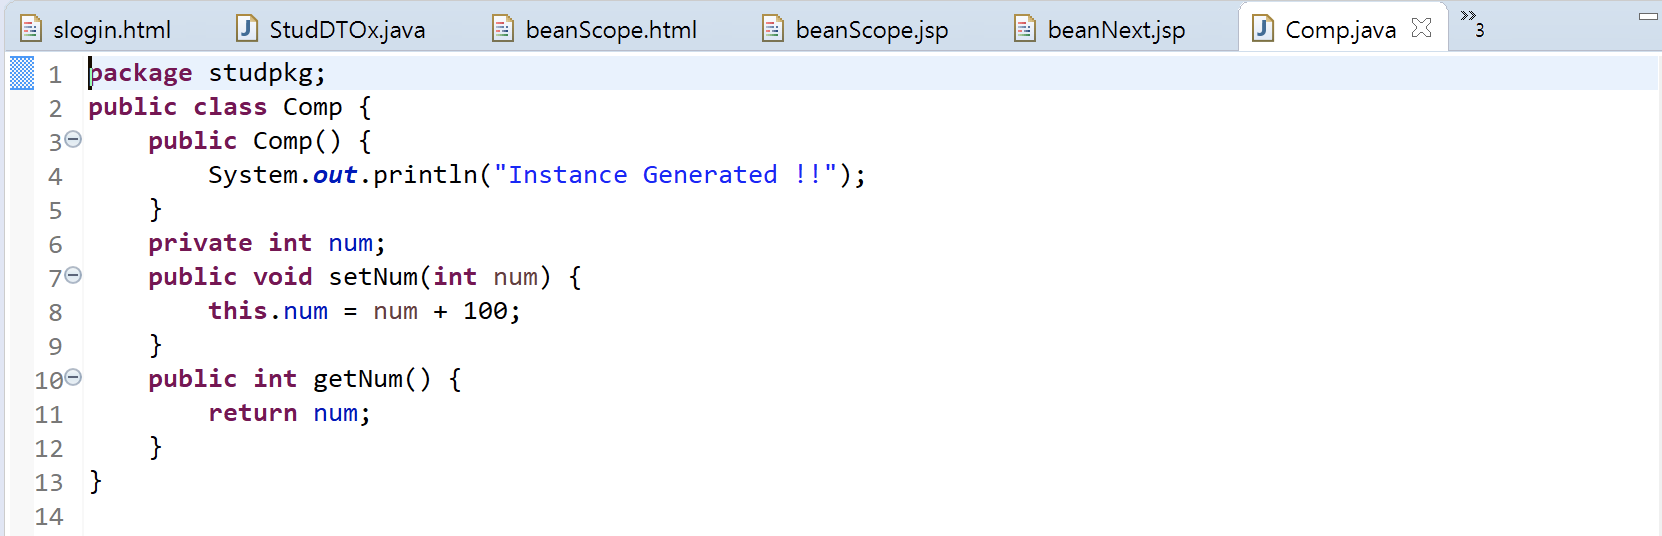 slogin.html StudDTOx.java beanScope.html beanScope.jsp beanNext.jsp Comp.java »3
1 package studpkg;
2 public class Comp {
3 public Comp() {
4 System.out.println("Instance Generated !!");
5 }
6 private int num;
7 public void setNum(int num) {
8 this.num = num + 100;
9 }
10 public int getNum() {
11 return num;
12 }
13 }
14